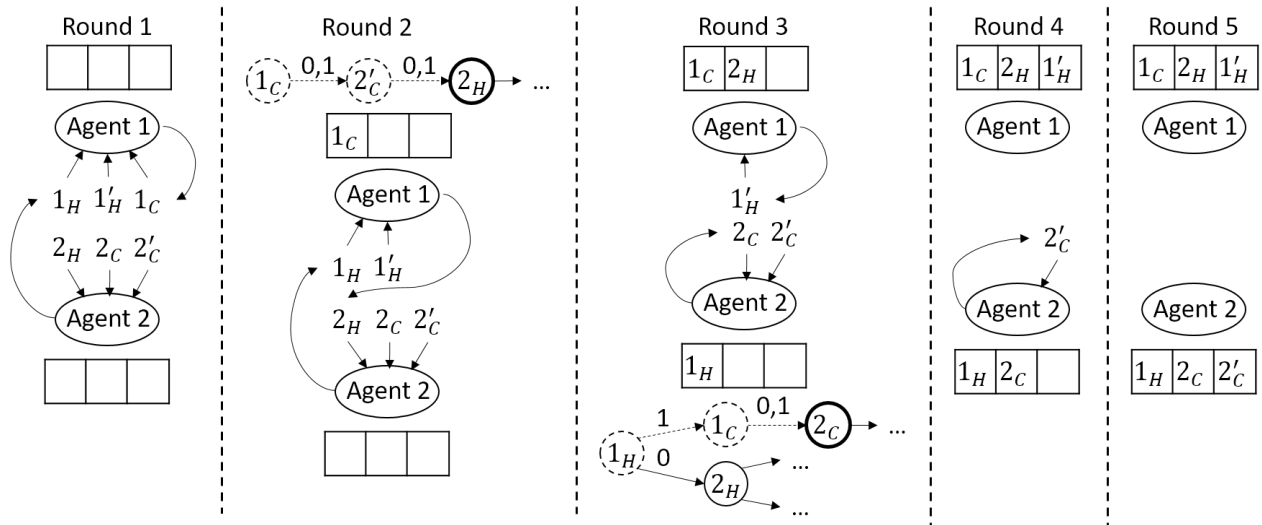 Round 1
Agent 1
1_H 1'_H 1_C
2_H 2_C 2'_C
Agent 2
Round 2
1_C 0,1 2'_C 0,1 2_H ...
1_C
Agent 1
1_H 1'_H
2_H 2_C 2'_C
Agent 2
Round 3
1_C 2_H
Agent 1
1'_H
2_C 2'_C
Agent 2
1_H
1_H 1 1_C 0,1 2_C ...
0 2_H ...
...
Round 4
1_C 2_H 1'_H
Agent 1
2'_C
Agent 2
1_H 2_C
Round 5
1_C 2_H 1'_H
Agent 1
Agent 2
1_H 2_C 2'_C